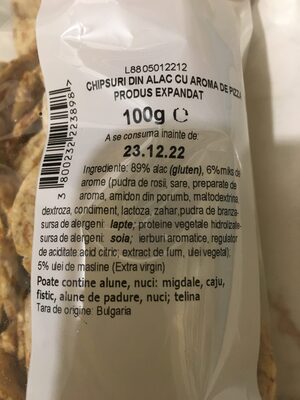 L8805012212
CHIPSURI DIN ALAC CU AROMA DE PIZZA
PRODUS EXPANDAT
100g ℮
A se consuma inainte de:
23.12.22
Ingrediente: 89% alac (gluten), 6% miks de
arome (pudra de rosii, sare, preparate de
aroma, amidon din porumb, maltodextrina,
dextroza, condiment, lactoza, zahar, pudra de branza-
sursa de alergeni: lapte; proteine vegetale hidrolizate-
sursa de alergeni: soia; ierburi aromatice, regulator
de aciditate:acid citric; extract de fum, ulei vegetal);
5% ulei de masline (Extra virgin)
Poate contine alune, nuci: migdale, caju,
fistic, alune de padure, nuci; telina
Tara de origine: Bulgaria
3 800232 223898